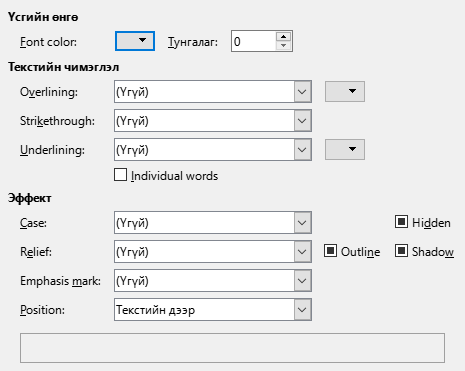 Үсгийн өнгө
Font color: Тунгалаг: 0
Текстийн чимэглэл
Overlining: (Үгүй)
Strikethrough: (Үгүй)
Underlining: (Үгүй)
Individual words
Эффект
Case: (Үгүй) Hidden
Relief: (Үгүй) Outline Shadow
Emphasis mark: (Үгүй)
Position: Текстийн дээр